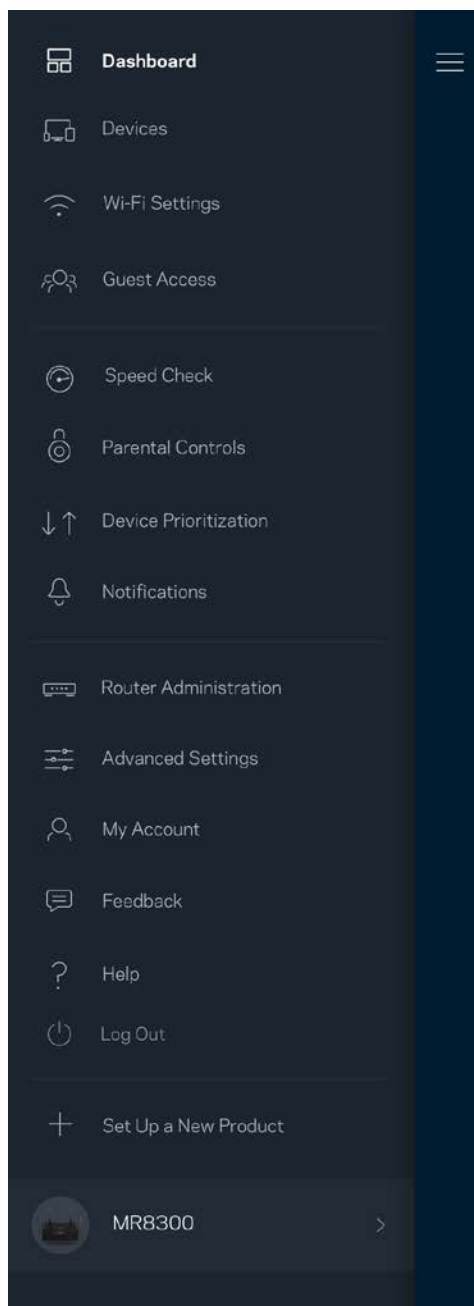 Dashboard
Devices
Wi-Fi Settings
Guest Access
Speed Check
Parental Controls
Device Prioritization
Notifications
Router Administration
Advanced Settings
My Account
Feedback
Help
Log Out
Set Up a New Product
MR8300